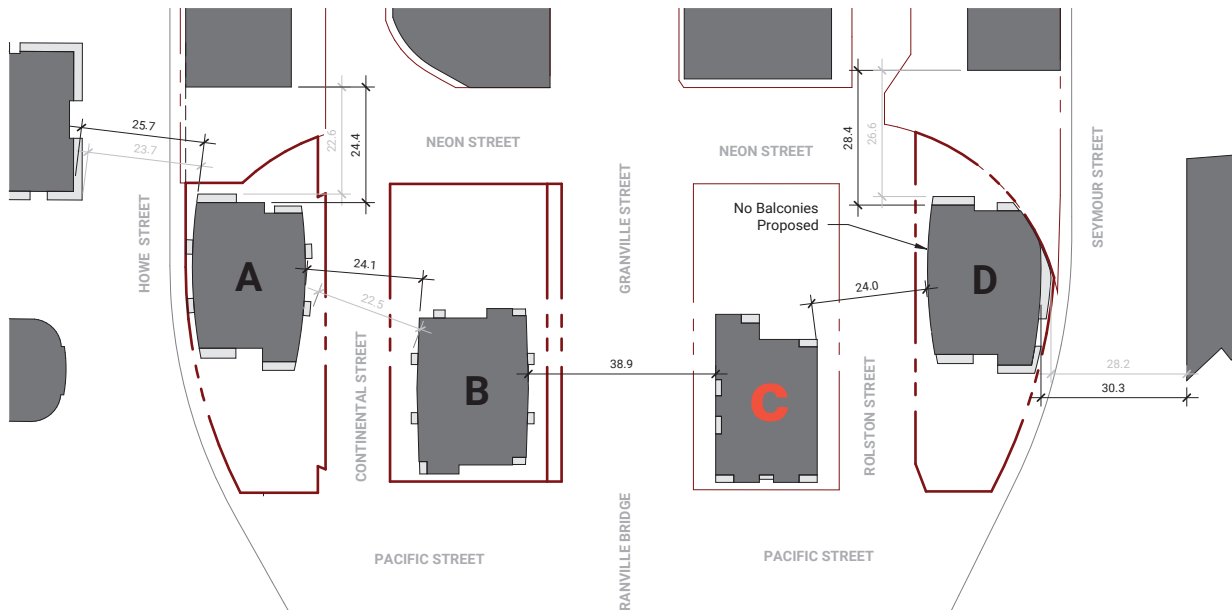 25.7
23.7
22.6
24.4
NEON STREET
NEON STREET
28.4
26.6
HOWE STREET
GRANVILLE STREET
SEYMOUR STREET
No Balconies
Proposed
A
24.1
22.5
B
38.9
C
24.0
D
28.2
30.3
CONTINENTAL STREET
ROLSTON STREET
PACIFIC STREET
RANVILLE BRIDGE
PACIFIC STREET